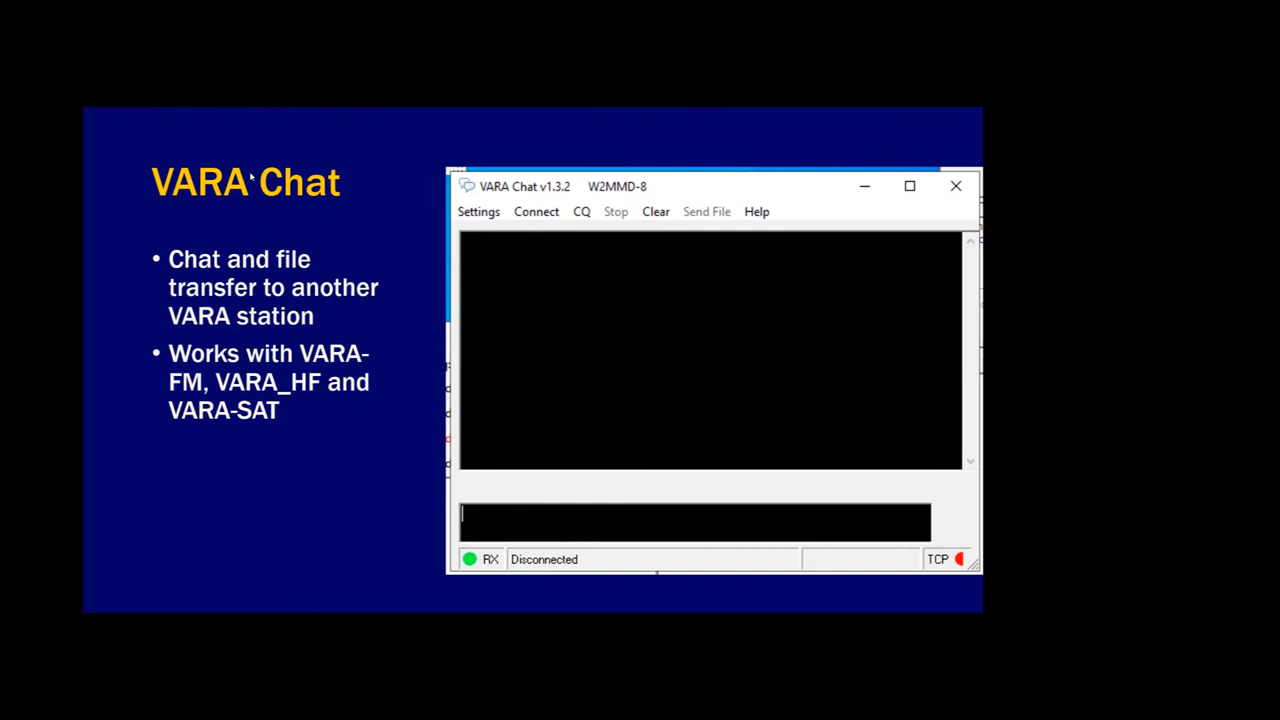 VARA Chat
• Chat and file
transfer to another
VARA station
• Works with VARA-
FM, VARA_HF and
VARA-SAT
VARA Chat v1.3.2 W2MMD-8
Settings Connect CQ Stop Clear Send File Help
RX Disconnected TCP